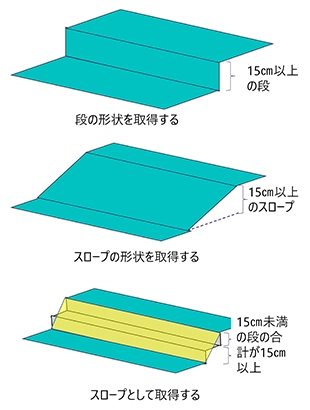 15cm以上
の段
段の形状を取得する
15cm以上
のスロープ
スロープの形状を取得する
15cm未満
の段の合
計が15cm
以上
スロープとして取得する